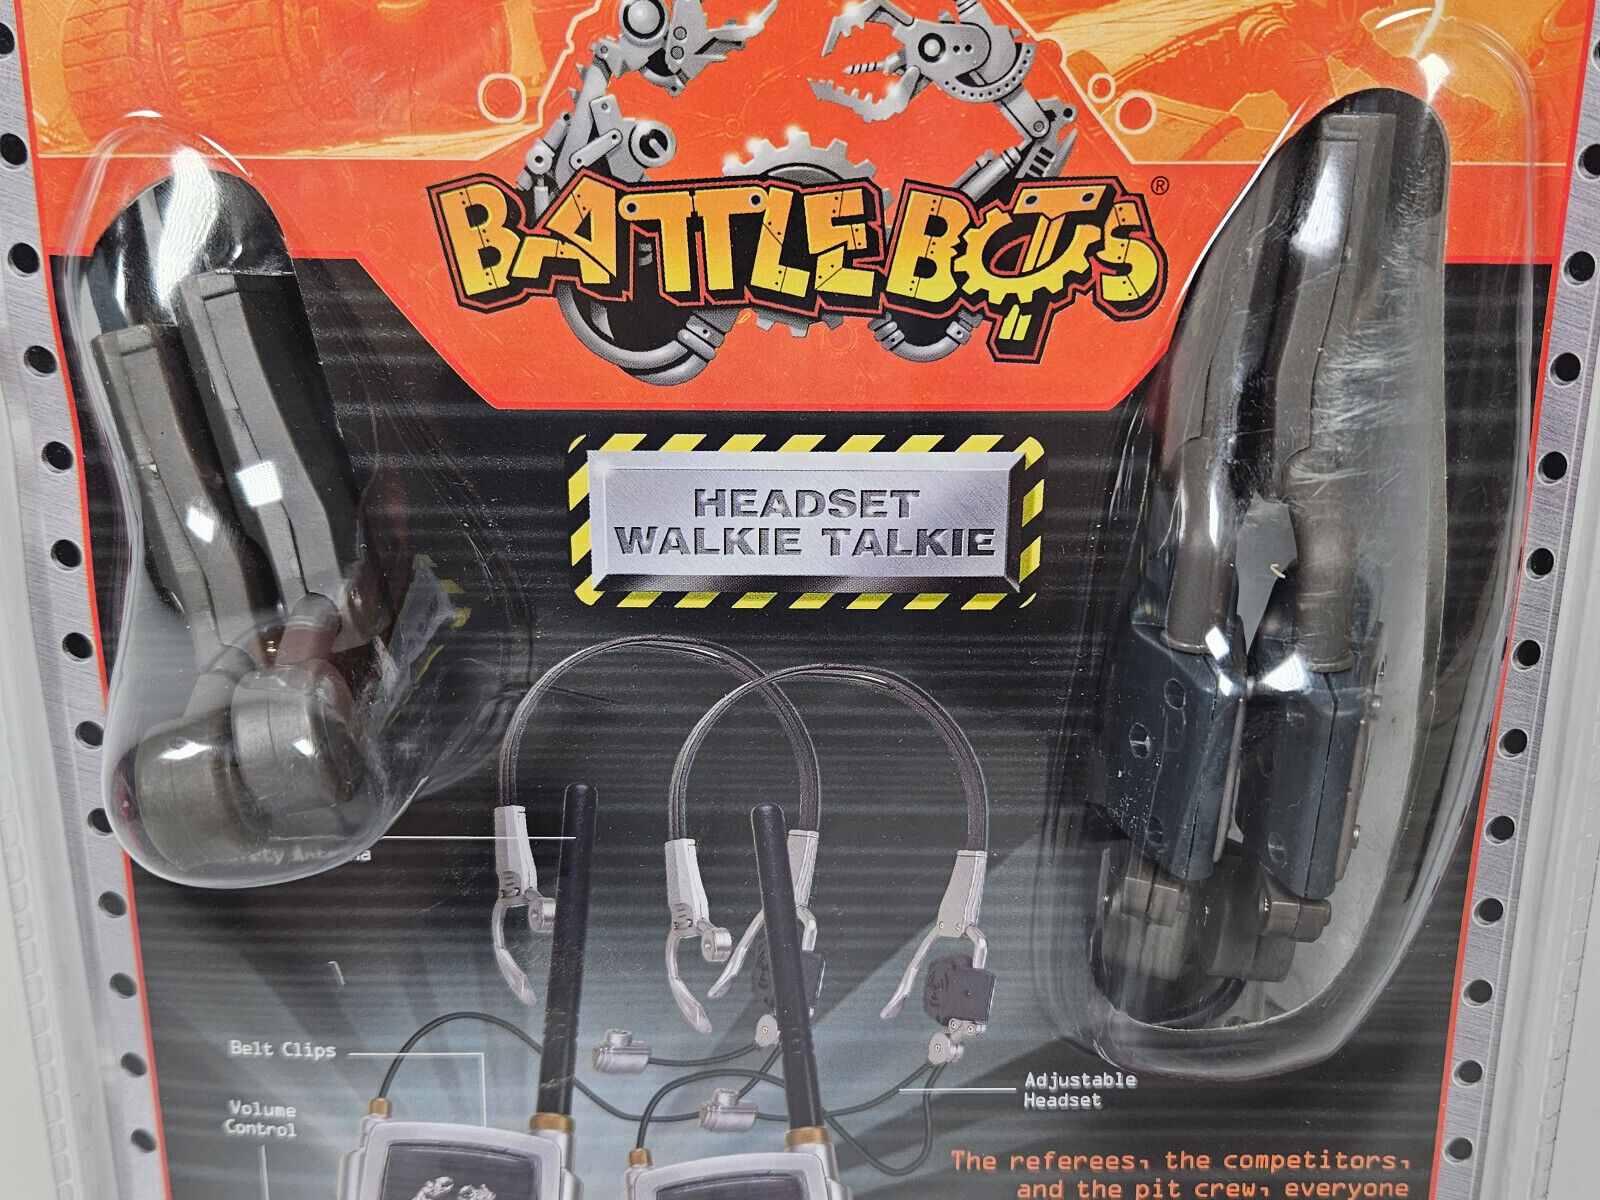 BATTLEBOTS®
HEADSET
WALKIE TALKIE
Belt Clips
Volume
Control
Adjustable
Headset
The referees, the competitors,
and the pit crew, everyone